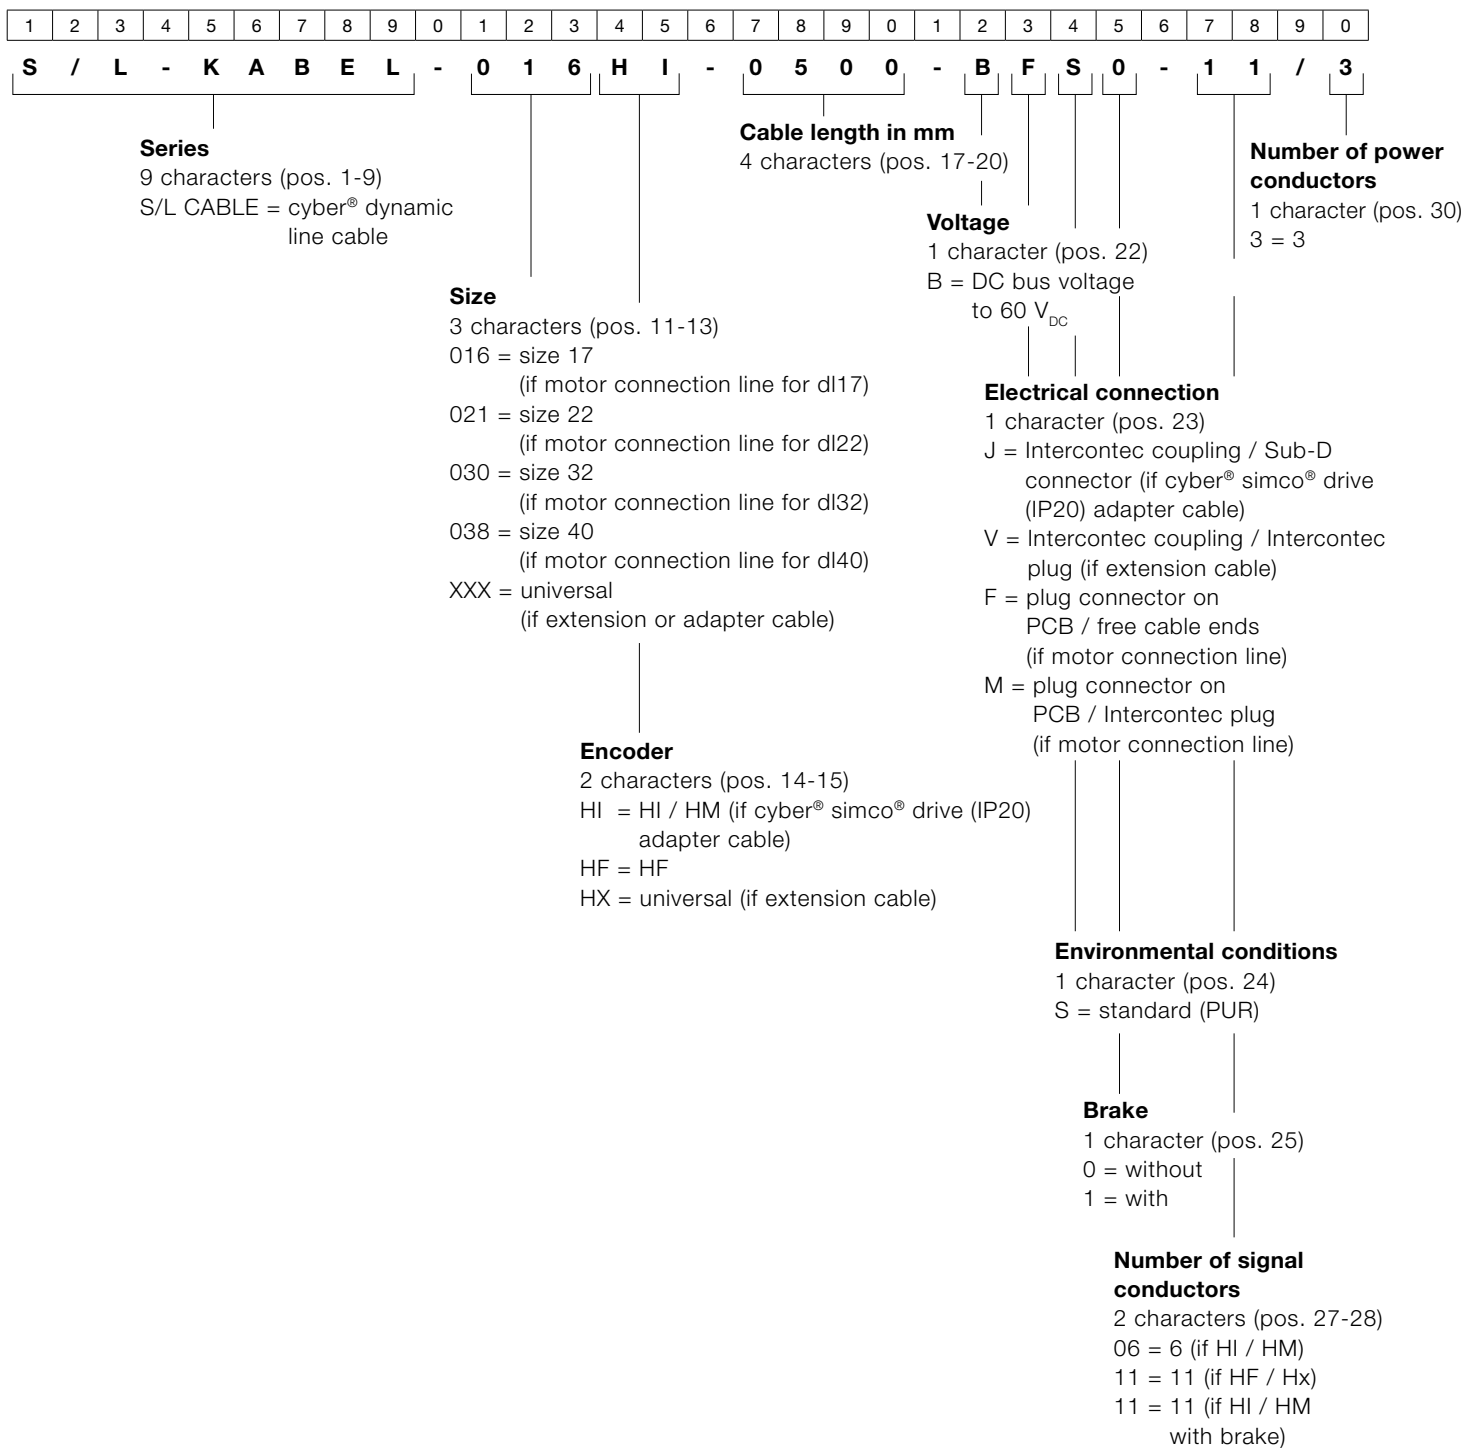 1 2 3 4 5 6 7 8 9 0 1 2 3 4 5 6 7 8 9 0 1 2 3 4 5 6 7 8 9 0
S / L - K A B E L - 0 1 6 H I - 0 5 0 0 - B F S 0 - 1 1 / 3
Series
9 characters (pos. 1-9)
S/L CABLE = cyber® dynamic
line cable
Size
3 characters (pos. 11-13)
016 = size 17
(if motor connection line for dl17)
021 = size 22
(if motor connection line for dl22)
030 = size 32
(if motor connection line for dl32)
038 = size 40
(if motor connection line for dl40)
XXX = universal
(if extension or adapter cable)
Encoder
2 characters (pos. 14-15)
HI = HI / HM (if cyber® simco® drive (IP20)
adapter cable)
HF = HF
HX = universal (if extension cable)
Cable length in mm
4 characters (pos. 17-20)
Voltage
1 character (pos. 22)
B = DC bus voltage
to 60 V_DC
Electrical connection
1 character (pos. 23)
J = Intercontec coupling / Sub-D
connector (if cyber® simco® drive
(IP20) adapter cable)
V = Intercontec coupling / Intercontec
plug (if extension cable)
F = plug connector on
PCB / free cable ends
(if motor connection line)
M = plug connector on
PCB / Intercontec plug
(if motor connection line)
Environmental conditions
1 character (pos. 24)
S = standard (PUR)
Brake
1 character (pos. 25)
0 = without
1 = with
Number of signal
conductors
2 characters (pos. 27-28)
06 = 6 (if HI / HM)
11 = 11 (if HF / Hx)
11 = 11 (if HI / HM
with brake)
Number of power
conductors
1 character (pos. 30)
3 = 3